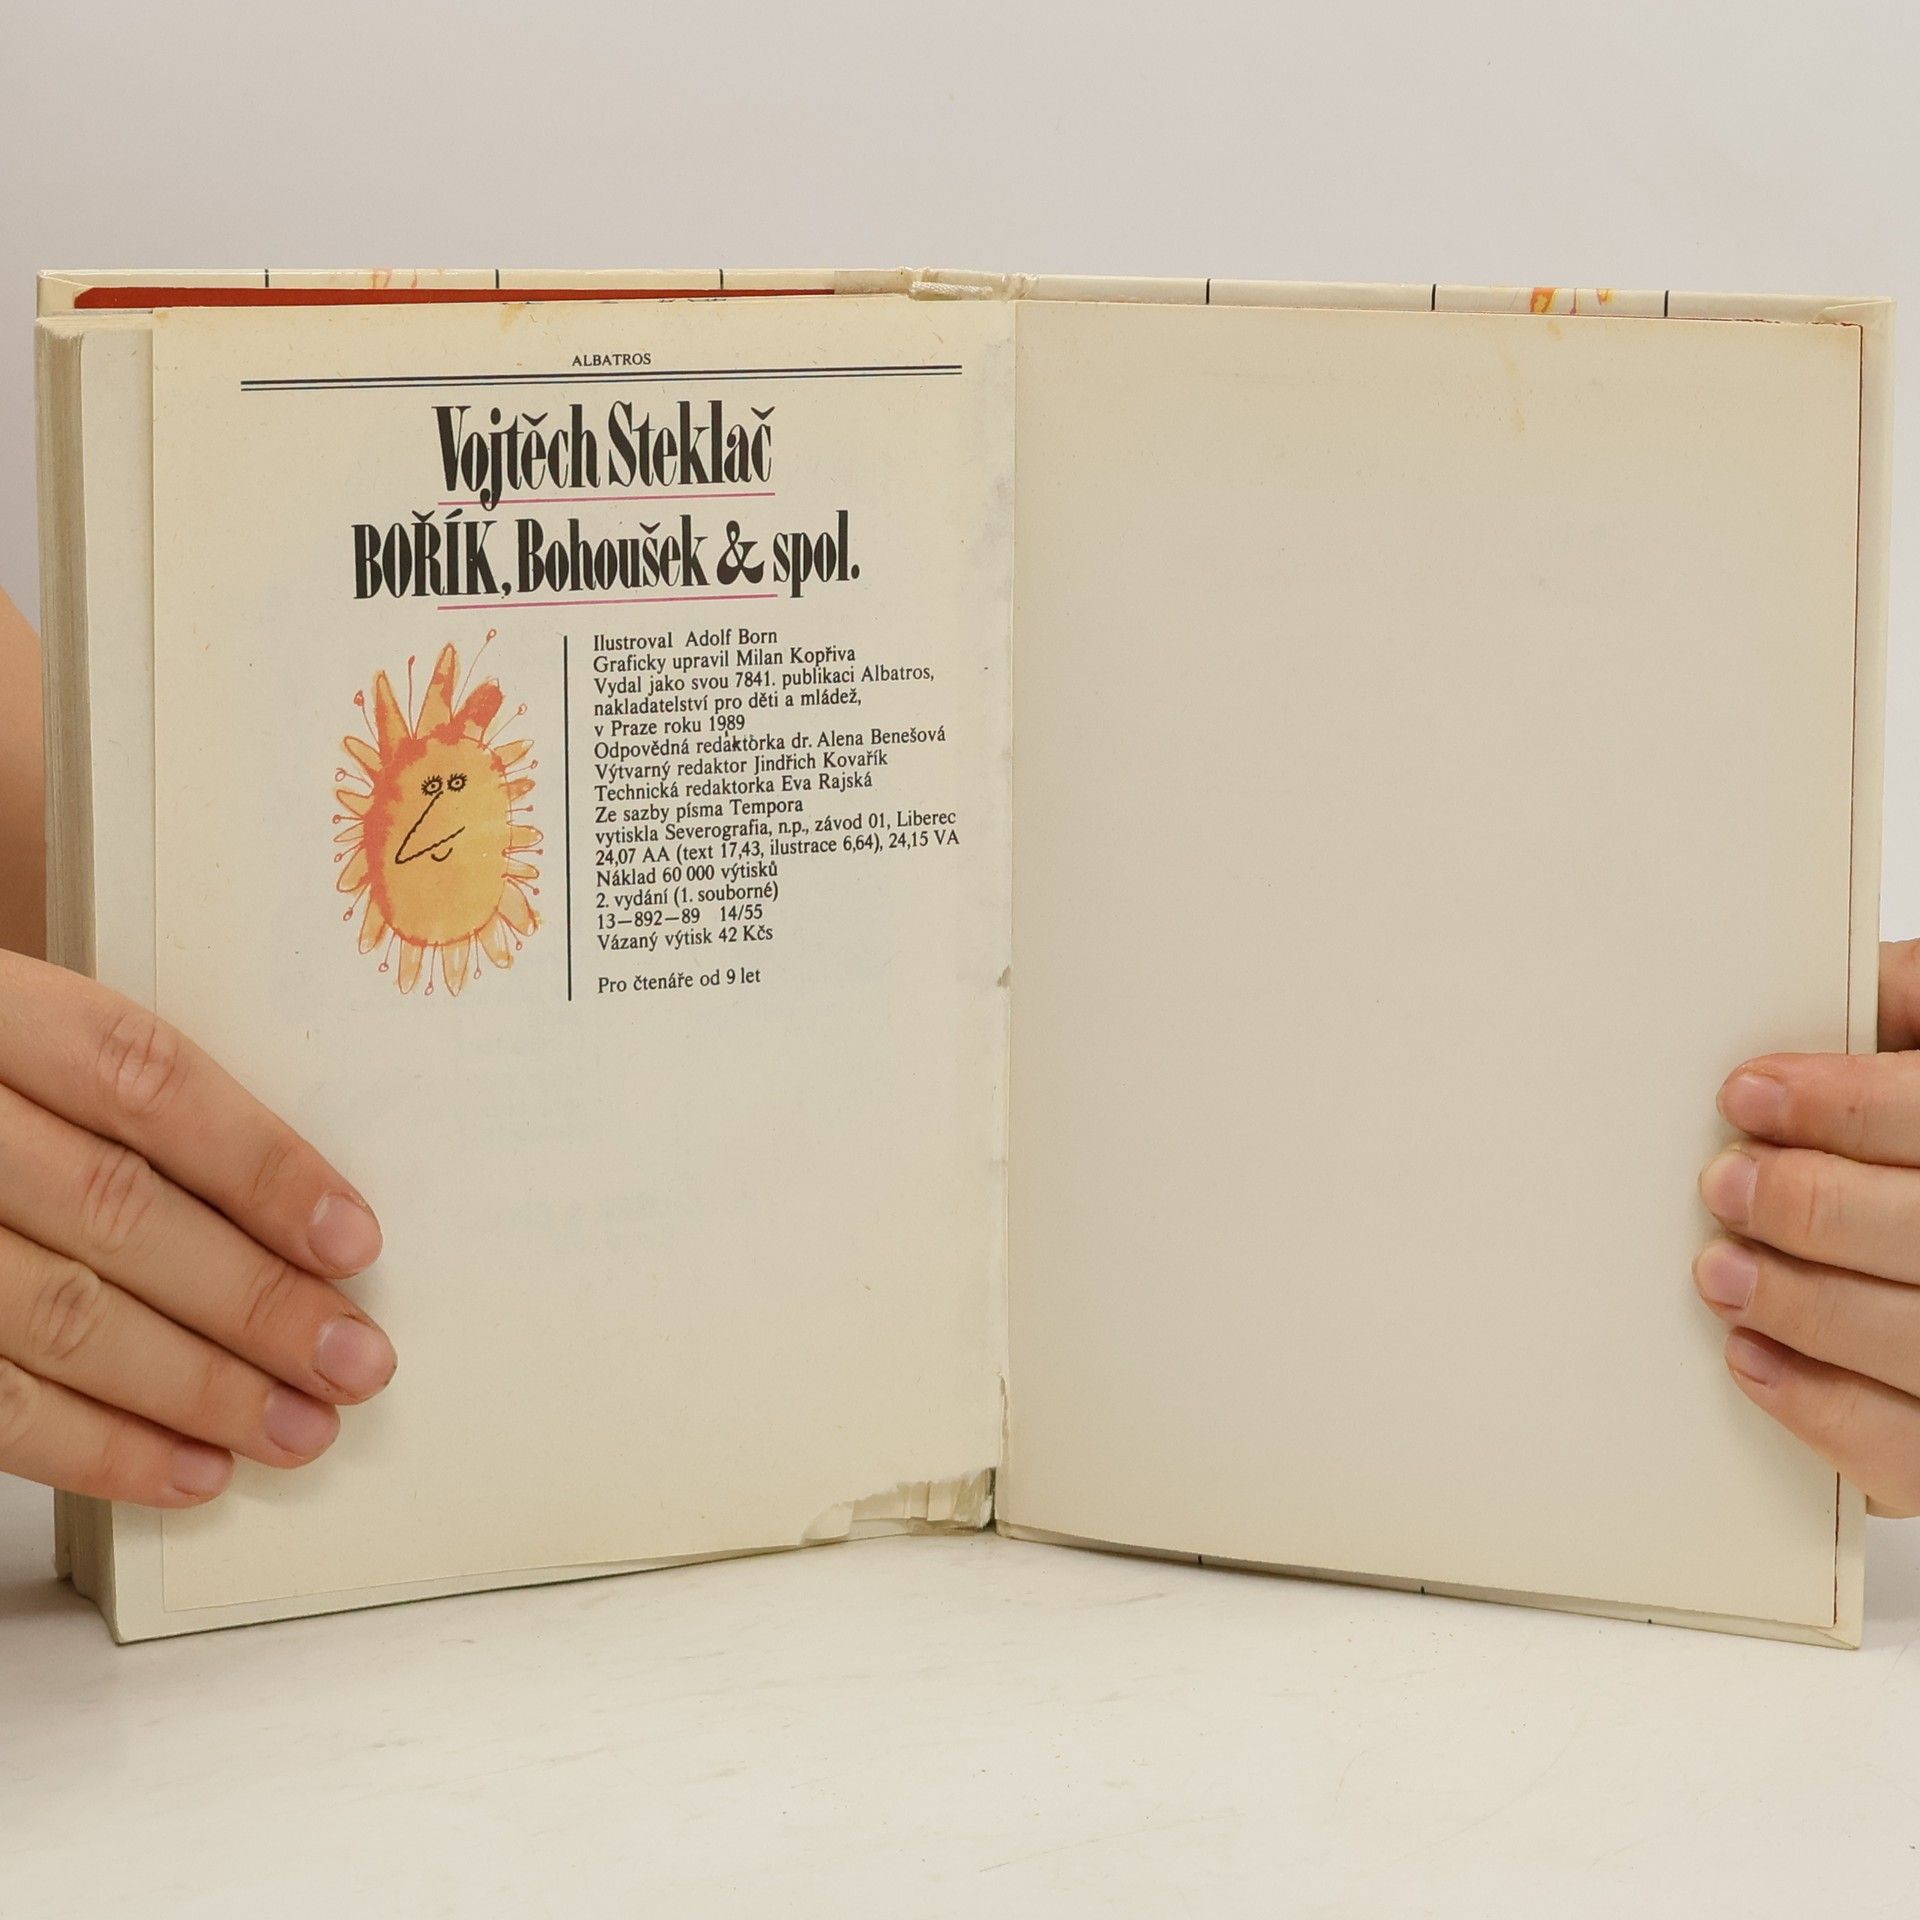 ALBATROS
Vojtěch Steklač
BOŘÍK, Bohoušek & spol.
Ilustroval Adolf Born
Graficky upravil Milan Kopřiva
Vydal jako svou 7841. publikaci Albatros,
nakladatelství pro děti a mládež,
v Praze roku 1989
Odpovědná redaktorka dr. Alena Benešová
Výtvarný redaktor Jindřich Kovařík
Technická redaktorka Eva Rajská
Ze sazby písma Tempora
vytiskla Severografia, n.p., závod 01, Liberec
24,07 AA (text 17,43, ilustrace 6,64), 24,15 VA
Náklad 60 000 výtisků
2. vydání (1. souborné)
13—892—89 14/55
Vázaný výtisk 42 Kčs
Pro čtenáře od 9 let